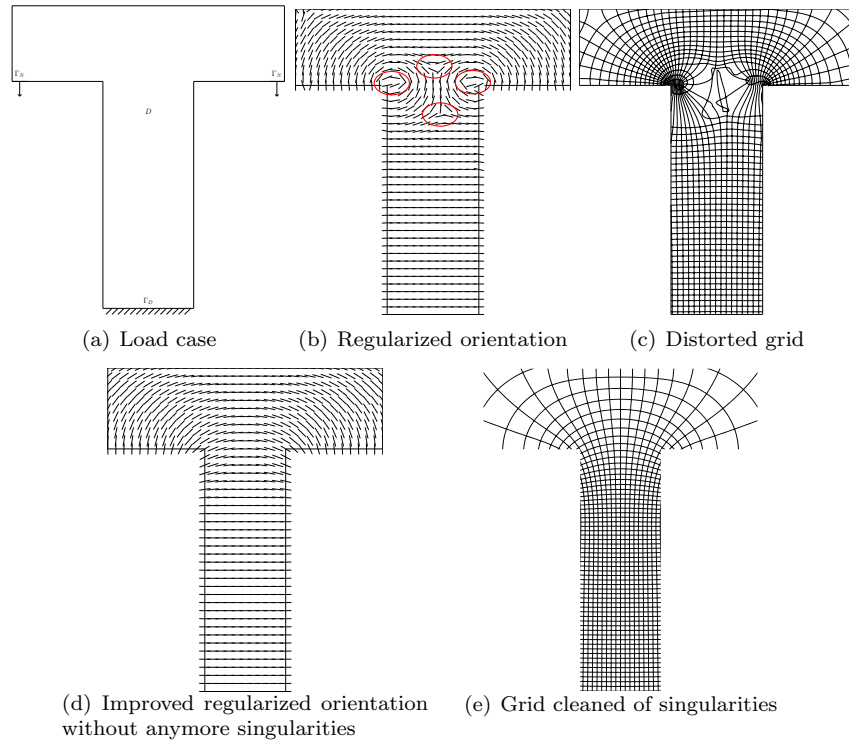 Γ_N Γ_N
D
Γ_D
(a) Load case
(b) Regularized orientation
(c) Distorted grid
(d) Improved regularized orientation
without anymore singularities
(e) Grid cleaned of singularities